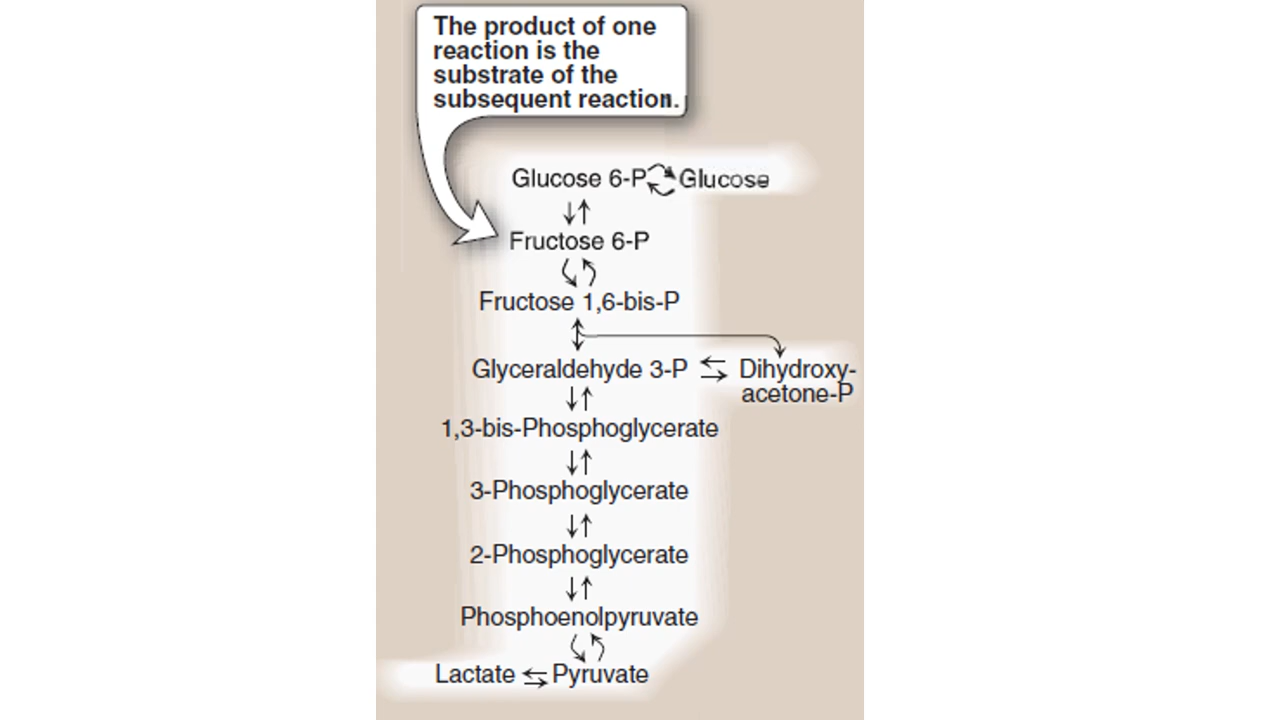 The product of one
reaction is the
substrate of the
subsequent reaction.
Glucose 6-P Glucose
Fructose 6-P
Fructose 1,6-bis-P
Glyceraldehyde 3-P Dihydroxy-
acetone-P
1,3-bis-Phosphoglycerate
3-Phosphoglycerate
2-Phosphoglycerate
Phosphoenolpyruvate
Lactate Pyruvate